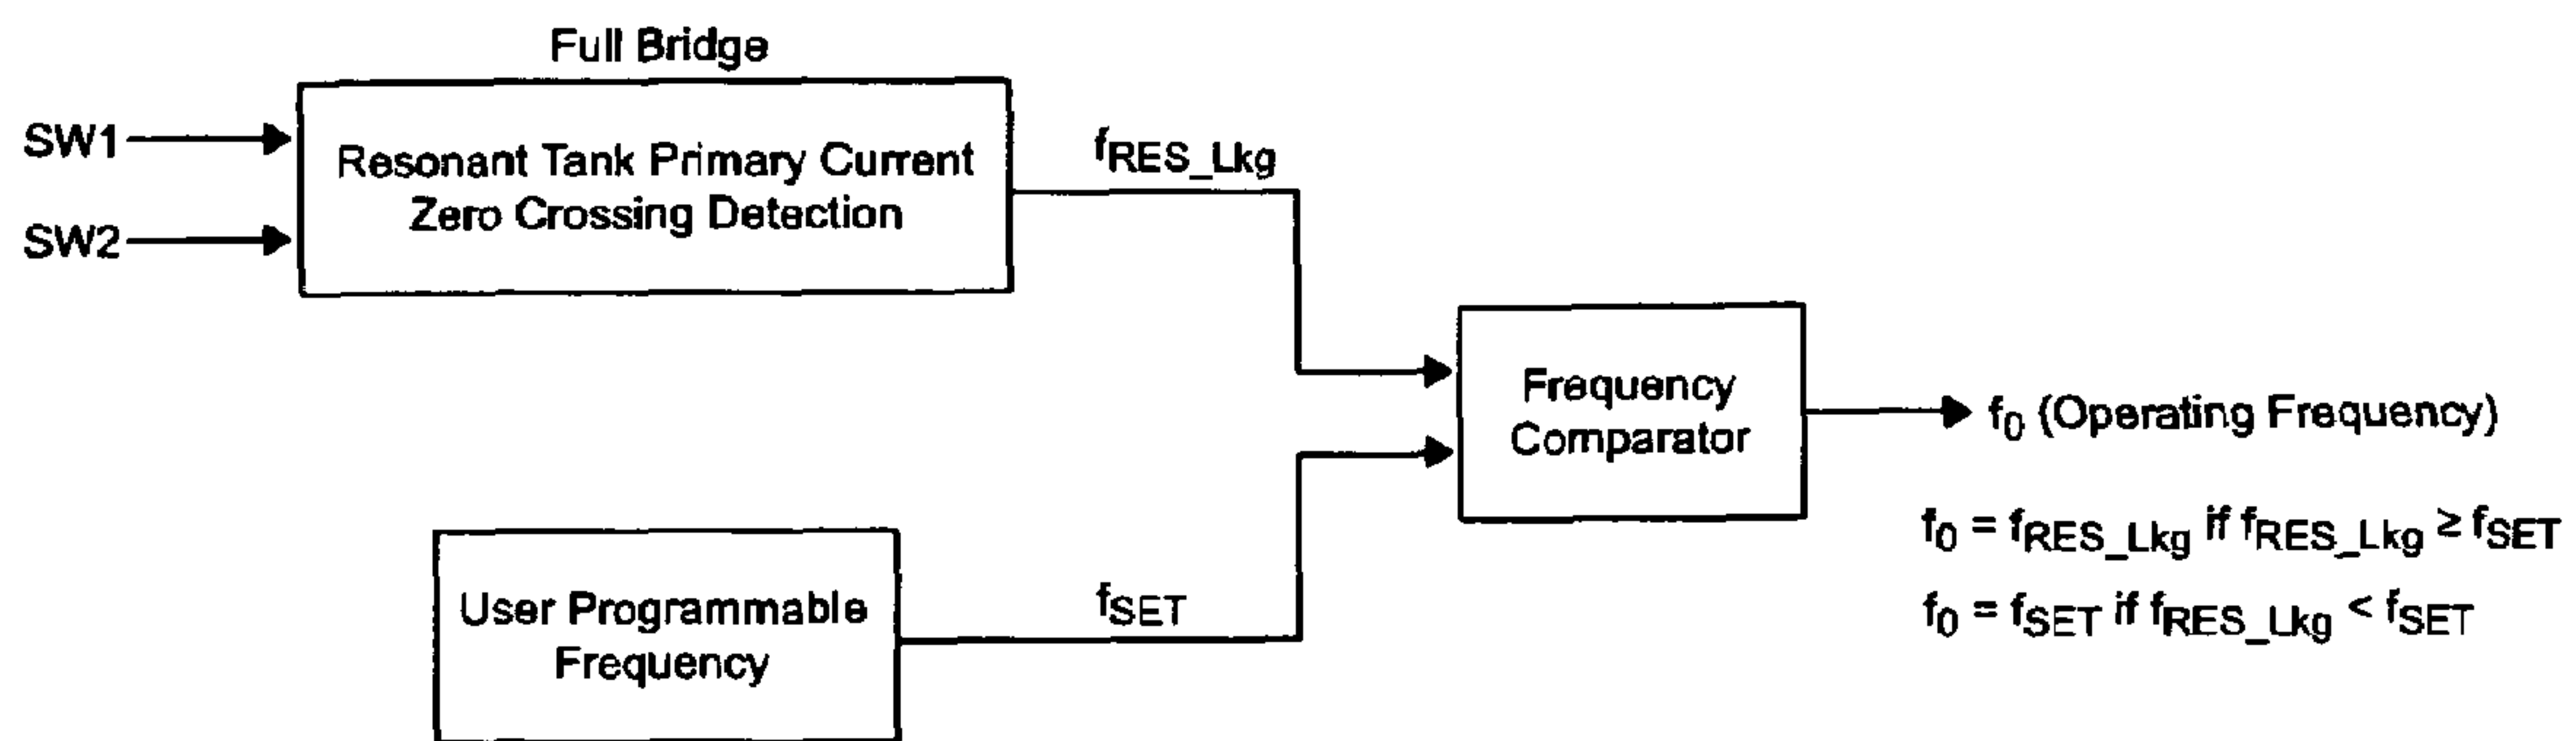 Full Bridge
SW1
SW2
Resonant Tank Primary Current
Zero Crossing Detection
fRES_Lkg
Frequency
Comparator
f0 (Operating Frequency)
f0 = fRES_Lkg if fRES_Lkg ≥ fSET
f0 = fSET if fRES_Lkg < fSET
User Programmable
Frequency
fSET